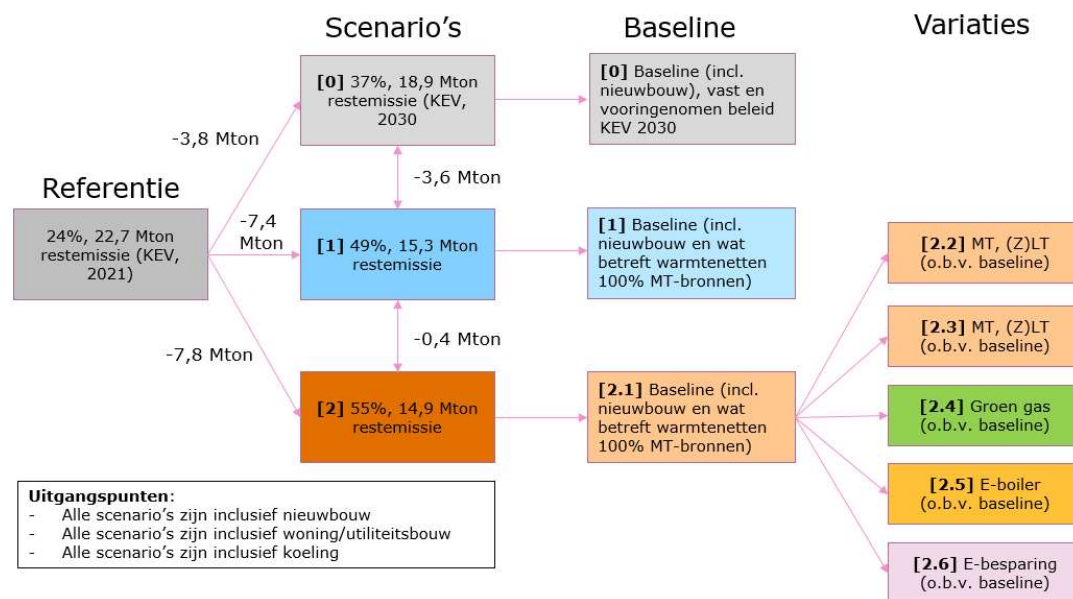 Scenario's
Baseline
Variaties
[0] 37%, 18,9 Mton
restemissie (KEV,
2030
[0] Baseline (incl.
nieuwbouw), vast en
vooringenomen beleid
KEV 2030
-3,8 Mton
-3,6 Mton
Referentie
24%, 22,7 Mton
restemissie (KEV,
2021)
-7,4
Mton
[1] 49%, 15,3 Mton
restemissie
[1] Baseline (incl.
nieuwbouw en wat
betreft warmtenetten
100% MT-bronnen)
[2.2] MT, (Z)LT
(o.b.v. baseline)
-0,4 Mton
-7,8 Mton
[2.3] MT, (Z)LT
(o.b.v. baseline)
[2] 55%, 14,9 Mton
restemissie
[2.1] Baseline (incl.
nieuwbouw en wat
betreft warmtenetten
100% MT-bronnen)
[2.4] Groen gas
(o.b.v. baseline)
[2.5] E-boiler
(o.b.v. baseline)
[2.6] E-besparing
(o.b.v. baseline)
Uitgangspunten:
- Alle scenario's zijn inclusief nieuwbouw
- Alle scenario's zijn inclusief woning/utiliteitsbouw
- Alle scenario's zijn inclusief koeling